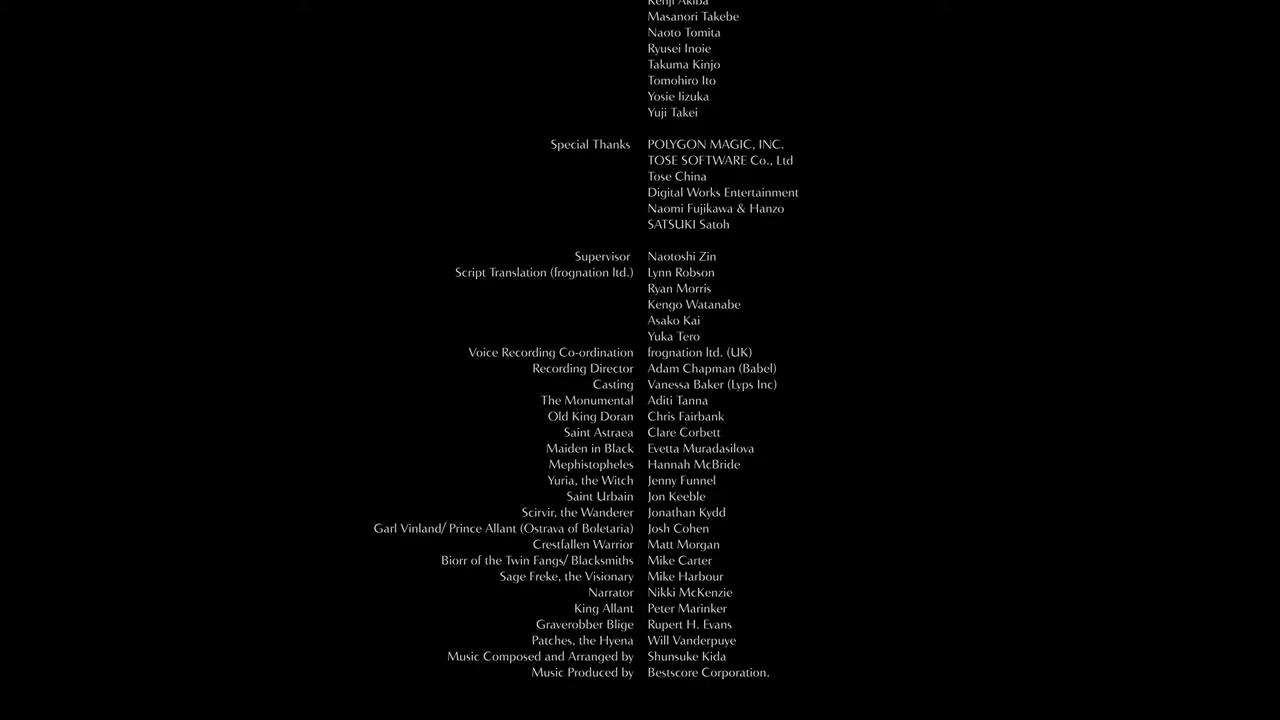 Kenji Akiba
Masanori Takebe
Naoto Tomita
Ryusei Inoie
Takuma Kinjo
Tomohiro Ito
Yosie Iizuka
Yuji Takei
Special Thanks POLYGON MAGIC, INC.
TOSE SOFTWARE Co., Ltd
Tose China
Digital Works Entertainment
Naomi Fujikawa & Hanzo
SATSUKI Satoh
Supervisor Naotoshi Zin
Script Translation (frognation ltd.) Lynn Robson
Ryan Morris
Kengo Watanabe
Asako Kai
Yuka Tero
Voice Recording Co-ordination frognation ltd. (UK)
Recording Director Adam Chapman (Babel)
Casting Vanessa Baker (Lyps Inc)
The Monumental Aditi Tanna
Old King Doran Chris Fairbank
Saint Astraea Clare Corbett
Maiden in Black Evetta Muradasilova
Mephistopheles Hannah McBride
Yuria, the Witch Jenny Funnel
Saint Urbain Jon Keeble
Scirvir, the Wanderer Jonathan Kydd
Garl Vinland/ Prince Allant (Ostrava of Boletaria) Josh Cohen
Crestfallen Warrior Matt Morgan
Biorr of the Twin Fangs/ Blacksmiths Mike Carter
Sage Freke, the Visionary Mike Harbour
Narrator Nikki McKenzie
King Allant Peter Marinker
Graverobber Blige Rupert H. Evans
Patches, the Hyena Will Vanderpuye
Music Composed and Arranged by Shunsuke Kida
Music Produced by Bestscore Corporation.